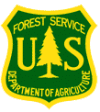 FOREST SERVICE
U S
DEPARTMENT OF AGRICULTURE